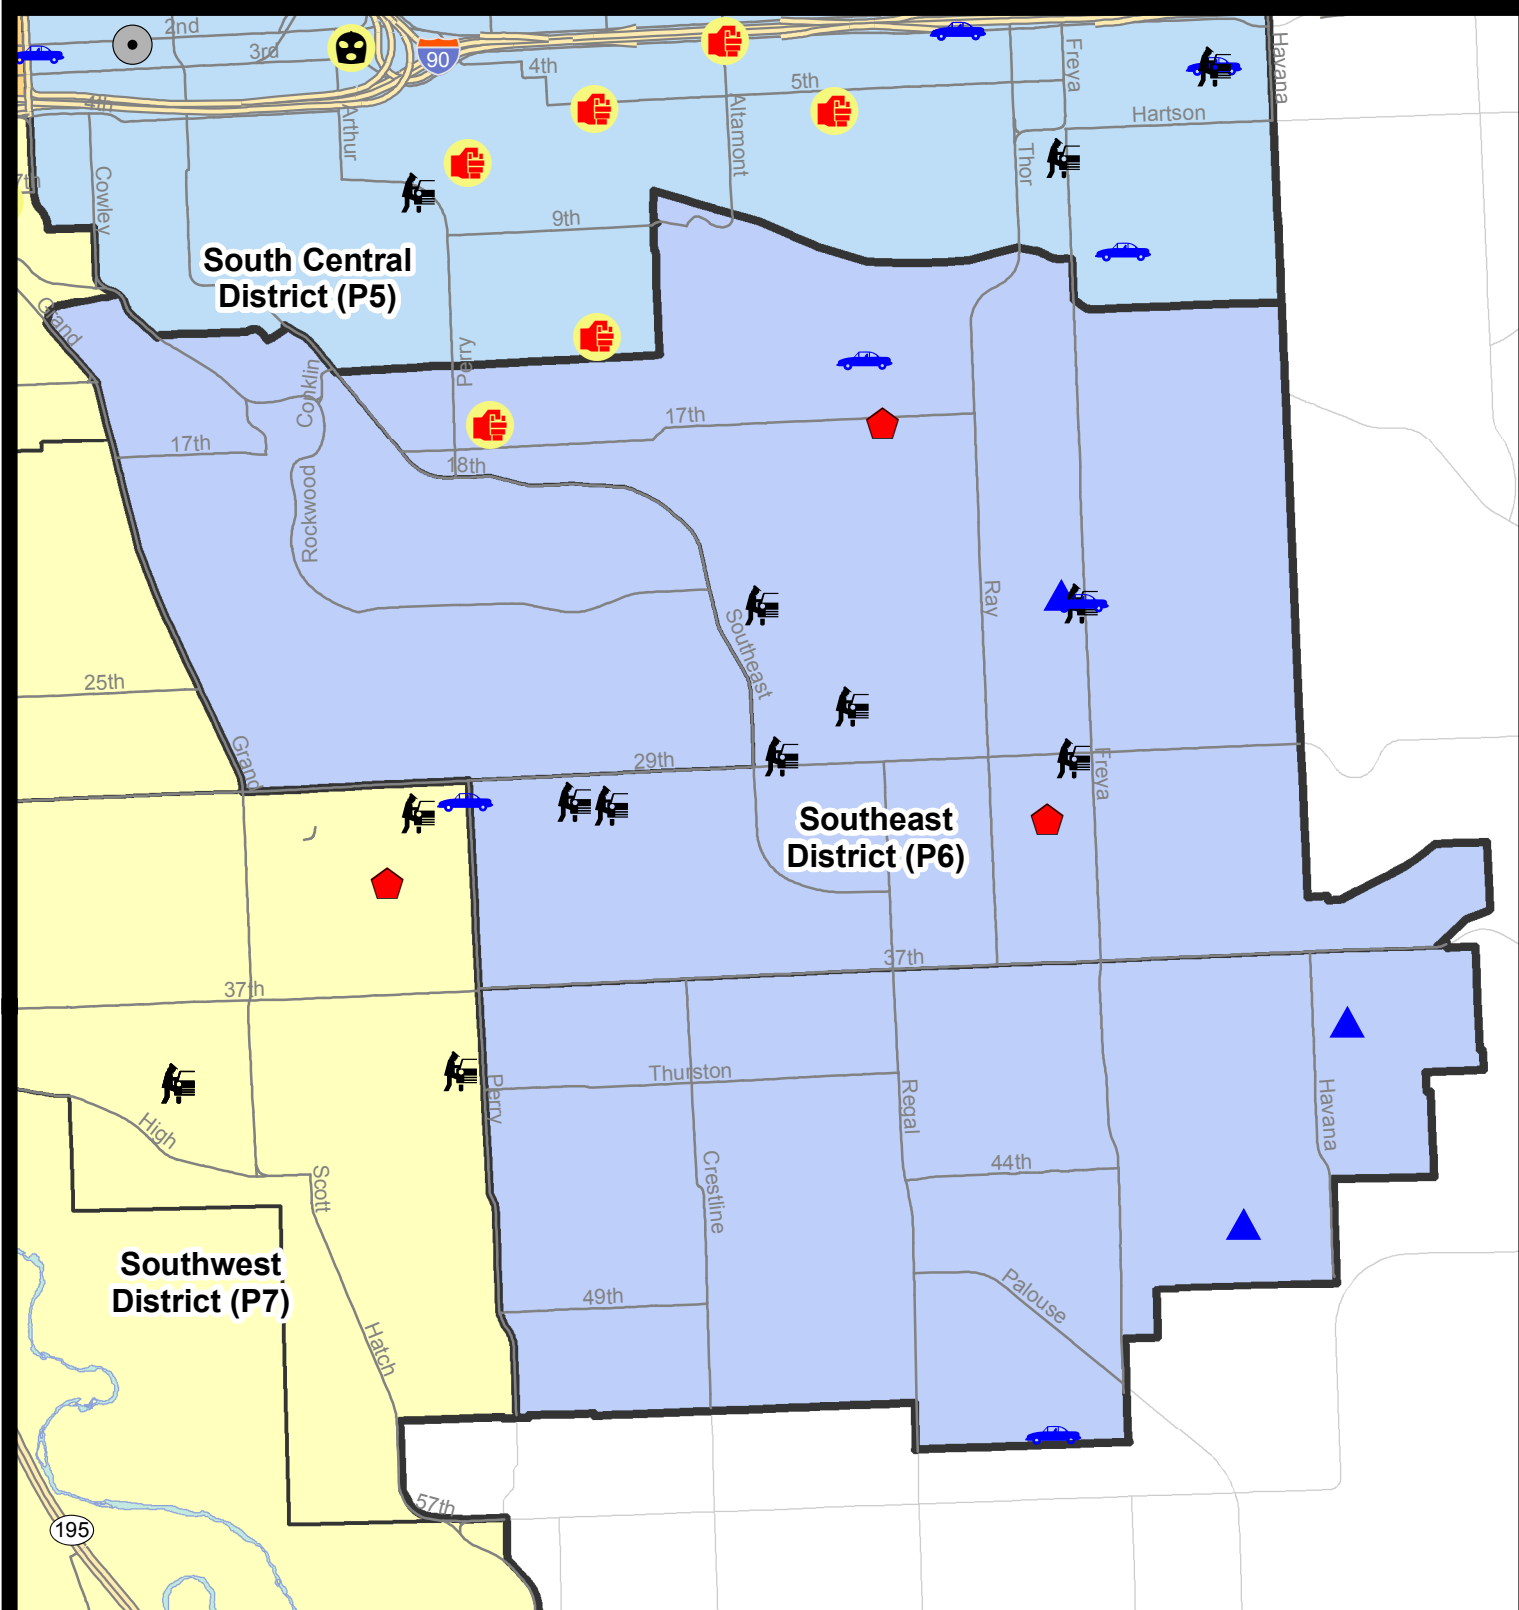 2nd
3rd
90
4th
5th
Freya
Havana
4th
Arthur
Altamont
Hartson
Thor
7th
Cowley
9th
South Central
District (P5)
Grand
Perry
Conklin
17th
17th
18th
Rockwood
Ray
Southeast
25th
Grand
29th
Freya
Southeast
District (P6)
37th
37th
Thurston
Perry
Regal
Havana
High
44th
Scott
Crestline
Southwest
District (P7)
49th
Palouse
Hatch
57th
195